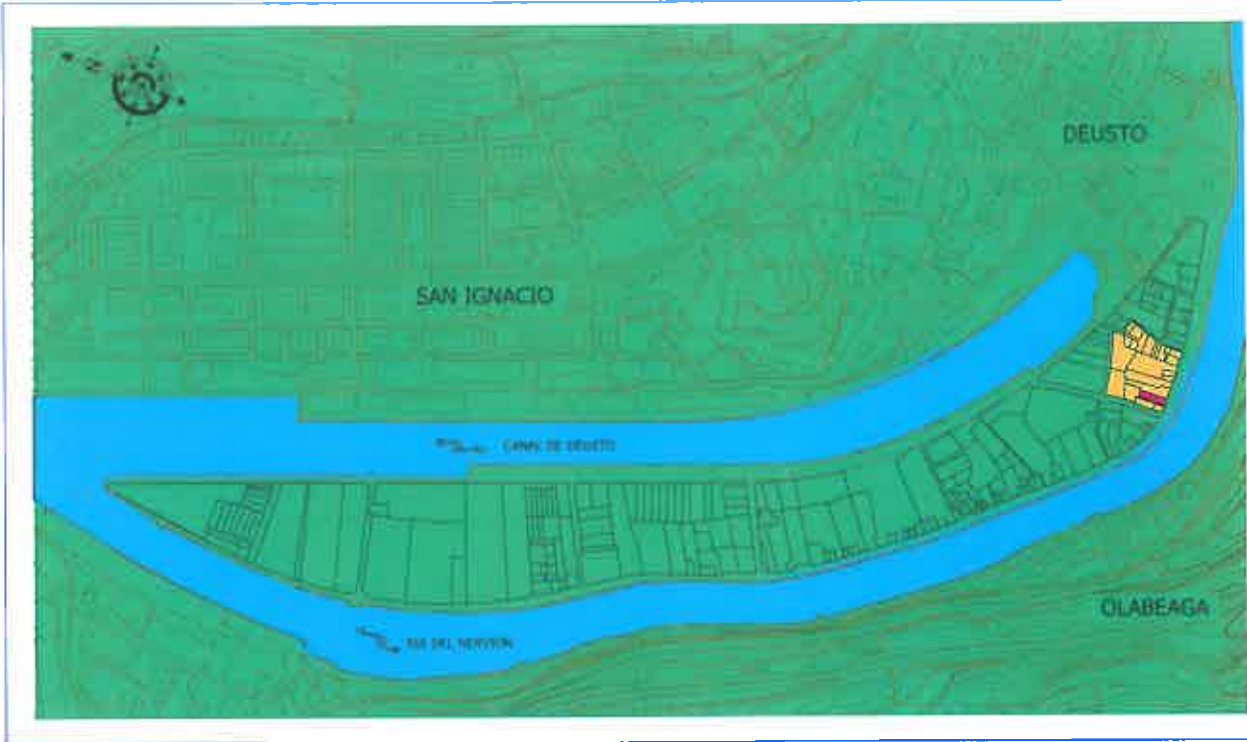 N
DEUSTO
SAN IGNACIO
CANAL DE DEUSTO
OLABEAGA
RIA DEL NERVION